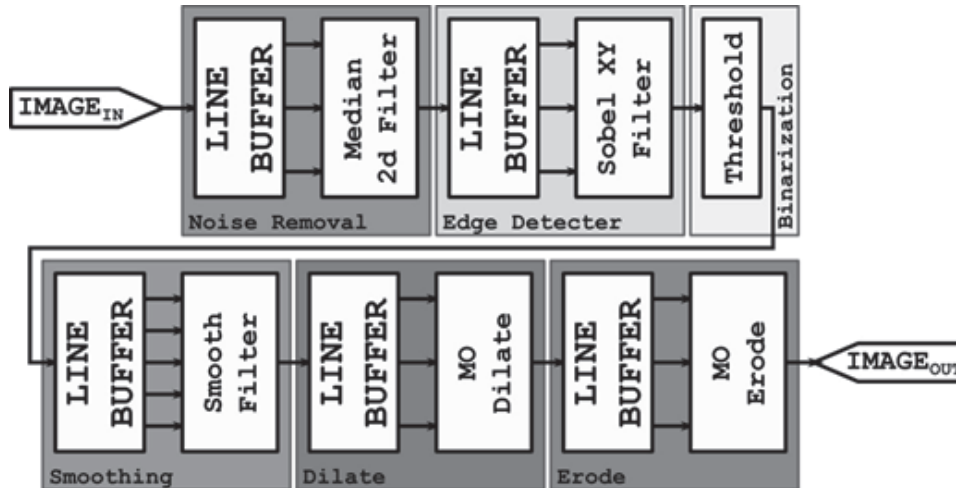 IMAGE_IN
LINE
BUFFER
Median
2d Filter
Noise Removal
LINE
BUFFER
Sobel XY
Filter
Edge Detecter
Threshold
Binarization
LINE
BUFFER
Smooth
Filter
Smoothing
LINE
BUFFER
MO
Dilate
Dilate
LINE
BUFFER
MO
Erode
Erode
IMAGE_OUT